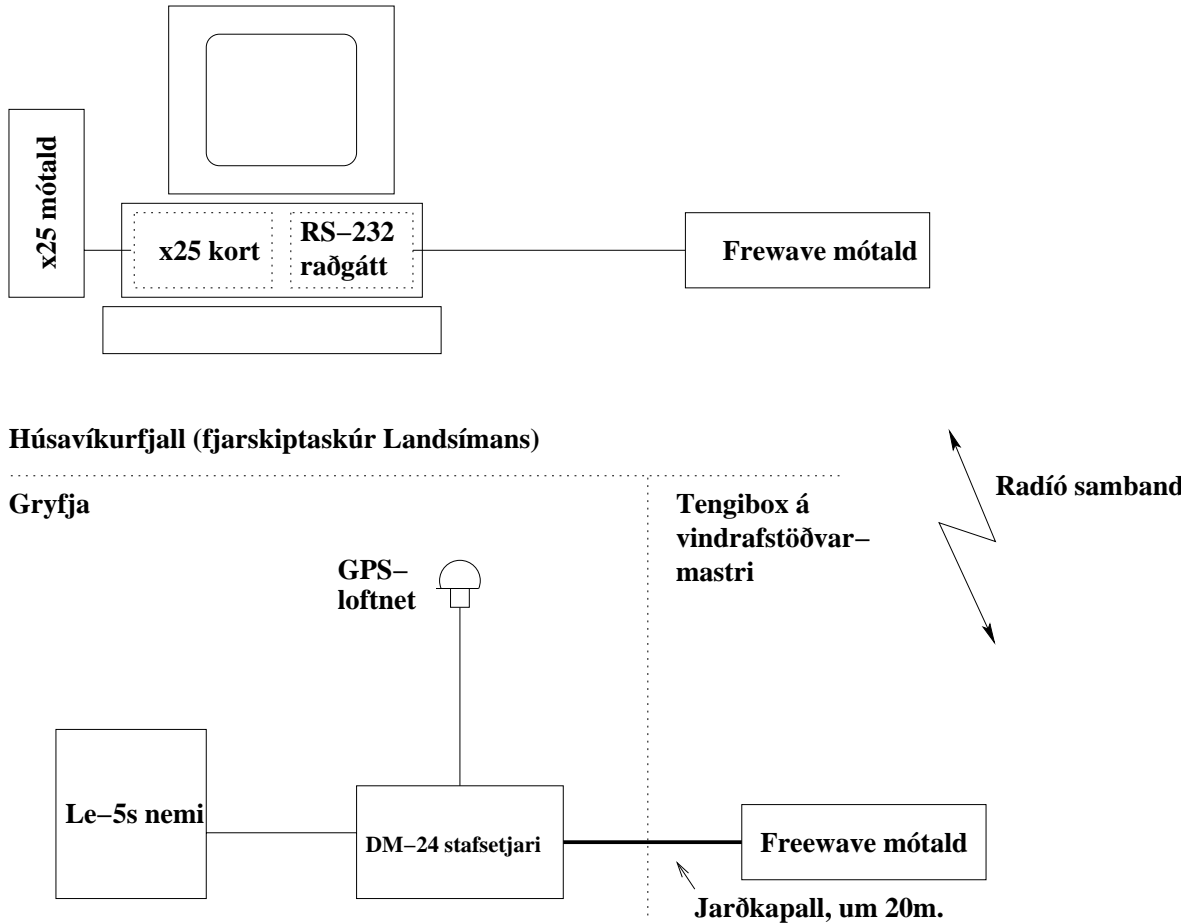 x25 mótald
x25 kort
RS−232
raðgátt
Frewave mótald
Húsavíkurfjall (fjarskiptaskúr Landsímans)
Gryfja
Tengibox á
vindrafstöðvar−
mastri
Radíó samband
GPS−
loftnet
Le−5s nemi
DM−24 stafsetjari
Freewave mótald
Jarðkapall, um 20m.